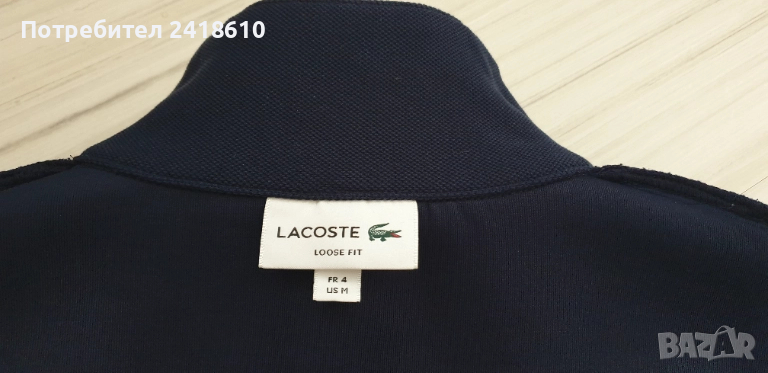 Потребител 2418610
LACOSTE
LOOSE FIT
FR 4
US M
BAZAR